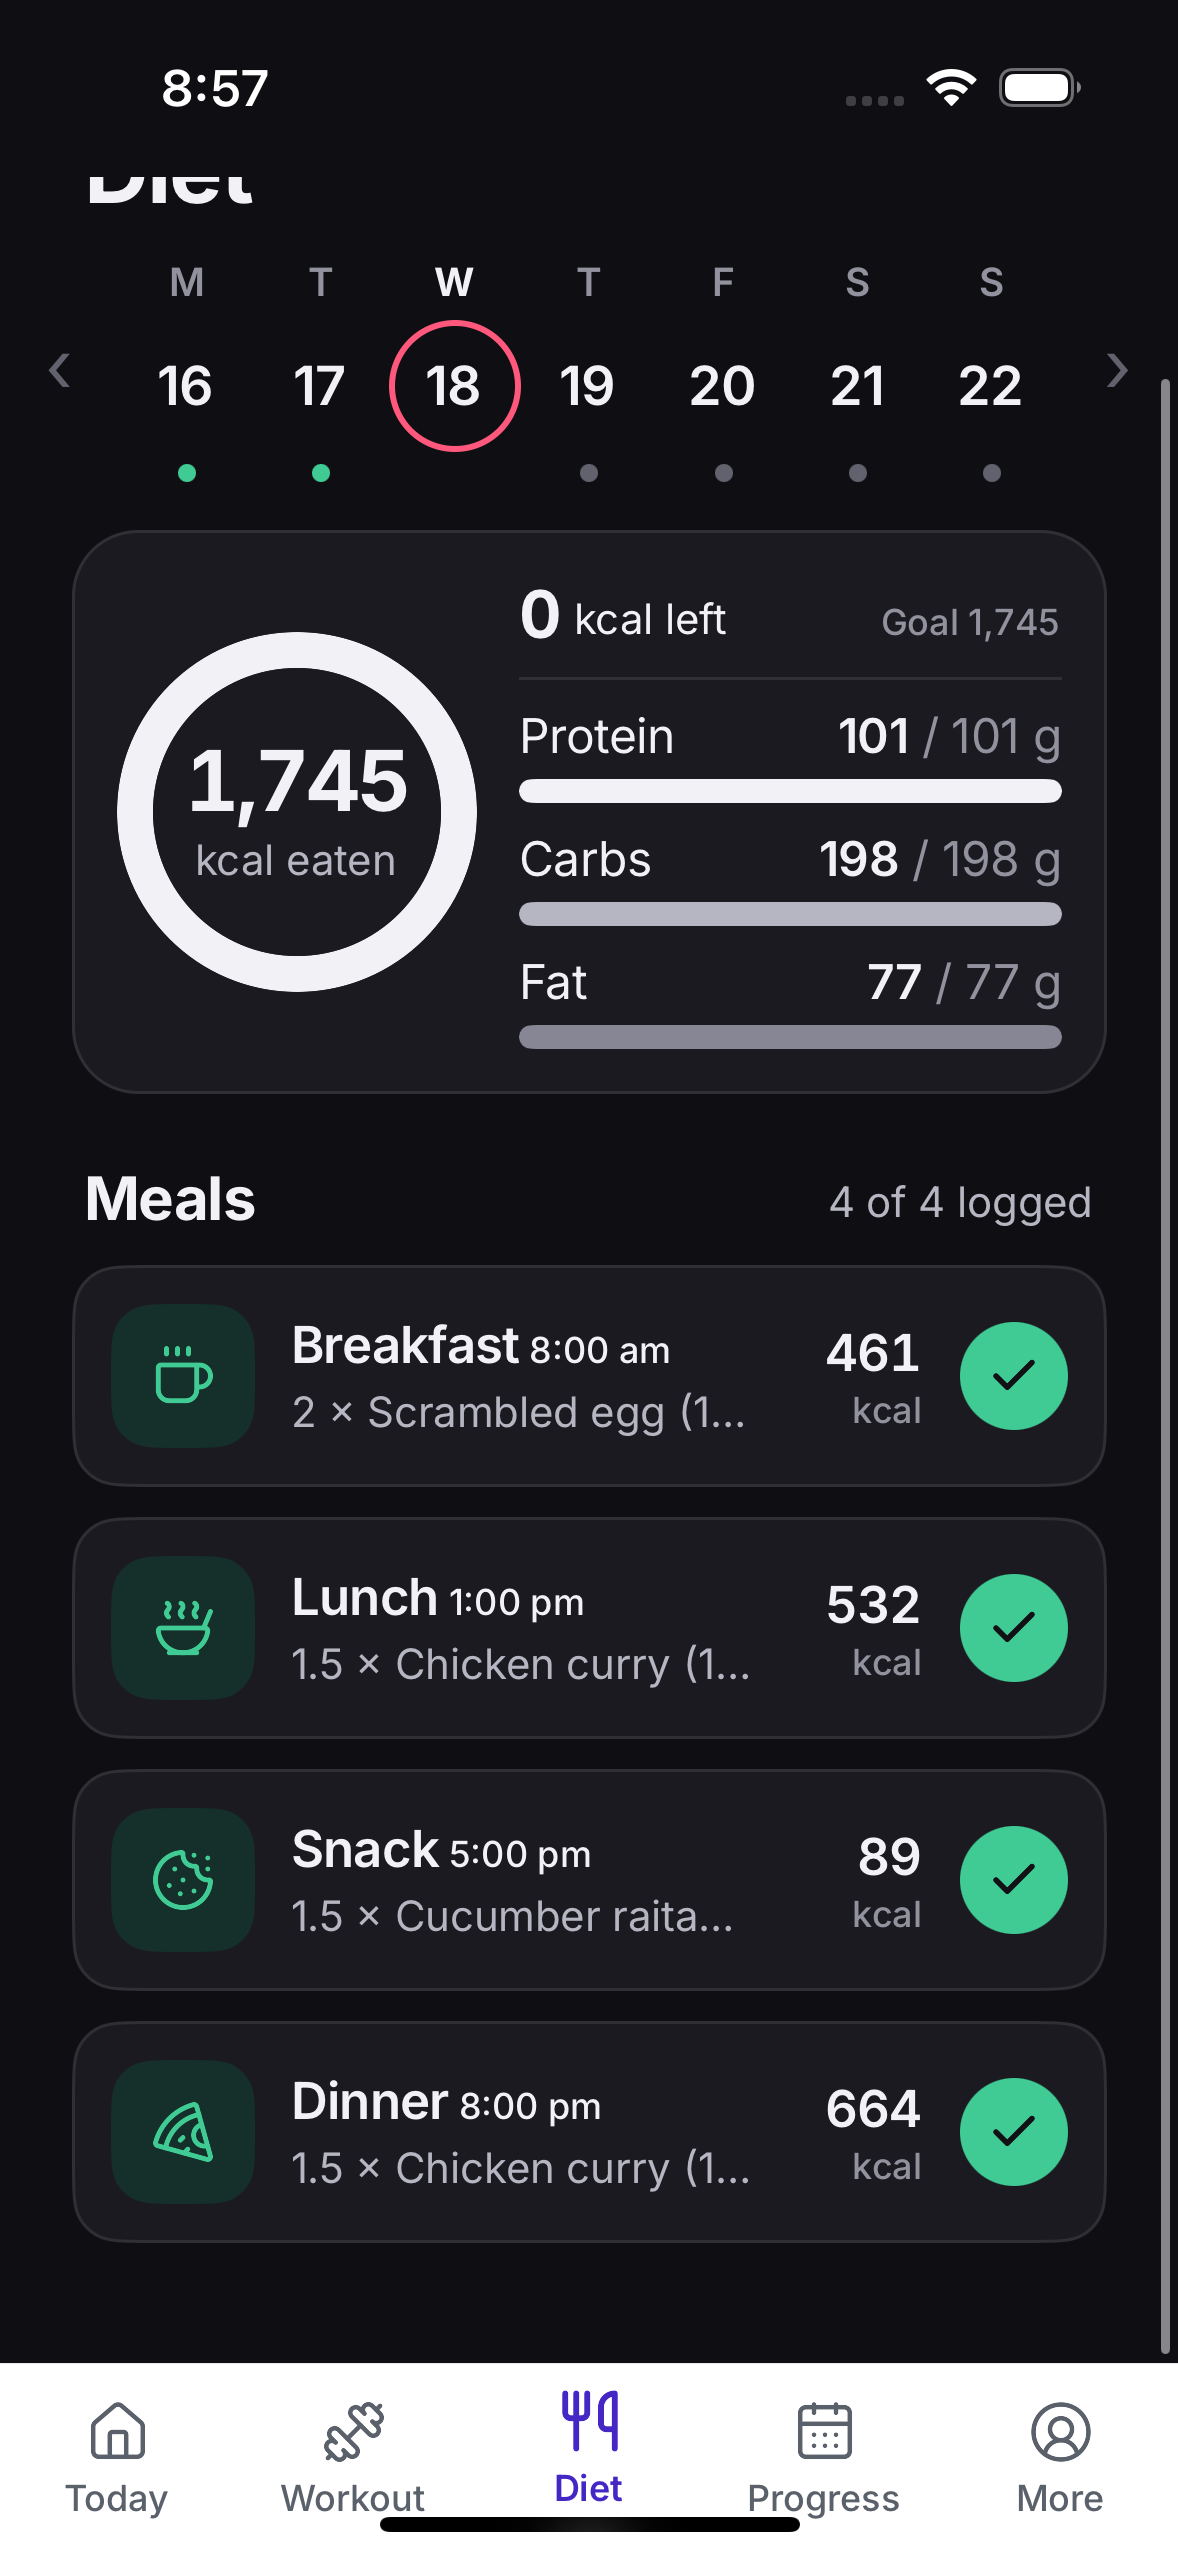 8:57
Diet
M T W T F S S
‹ 16 17 18 19 20 21 22 ›
0 kcal left Goal 1,745
1,745
kcal eaten
Protein 101 / 101 g
Carbs 198 / 198 g
Fat 77 / 77 g
Meals 4 of 4 logged
Breakfast 8:00 am 461
2 × Scrambled egg (1... kcal
Lunch 1:00 pm 532
1.5 × Chicken curry (1... kcal
Snack 5:00 pm 89
1.5 × Cucumber raita... kcal
Dinner 8:00 pm 664
1.5 × Chicken curry (1... kcal
Today Workout Diet Progress More